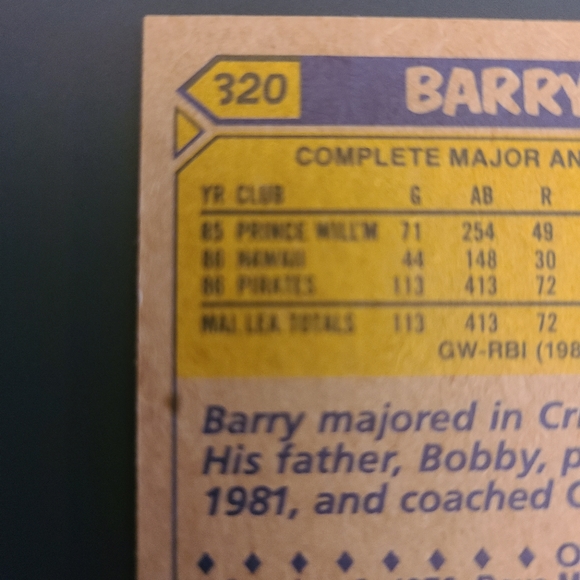 320 BARRY
COMPLETE MAJOR AN
YR CLUB G AB R
85 PRINCE WILL'M 71 254 49
86 HAWAII 44 148 30
86 PIRATES 113 413 72
MAJ. LEA. TOTALS 113 413 72
GW-RBI (198
Barry majored in Cri
His father, Bobby, p
1981, and coached C